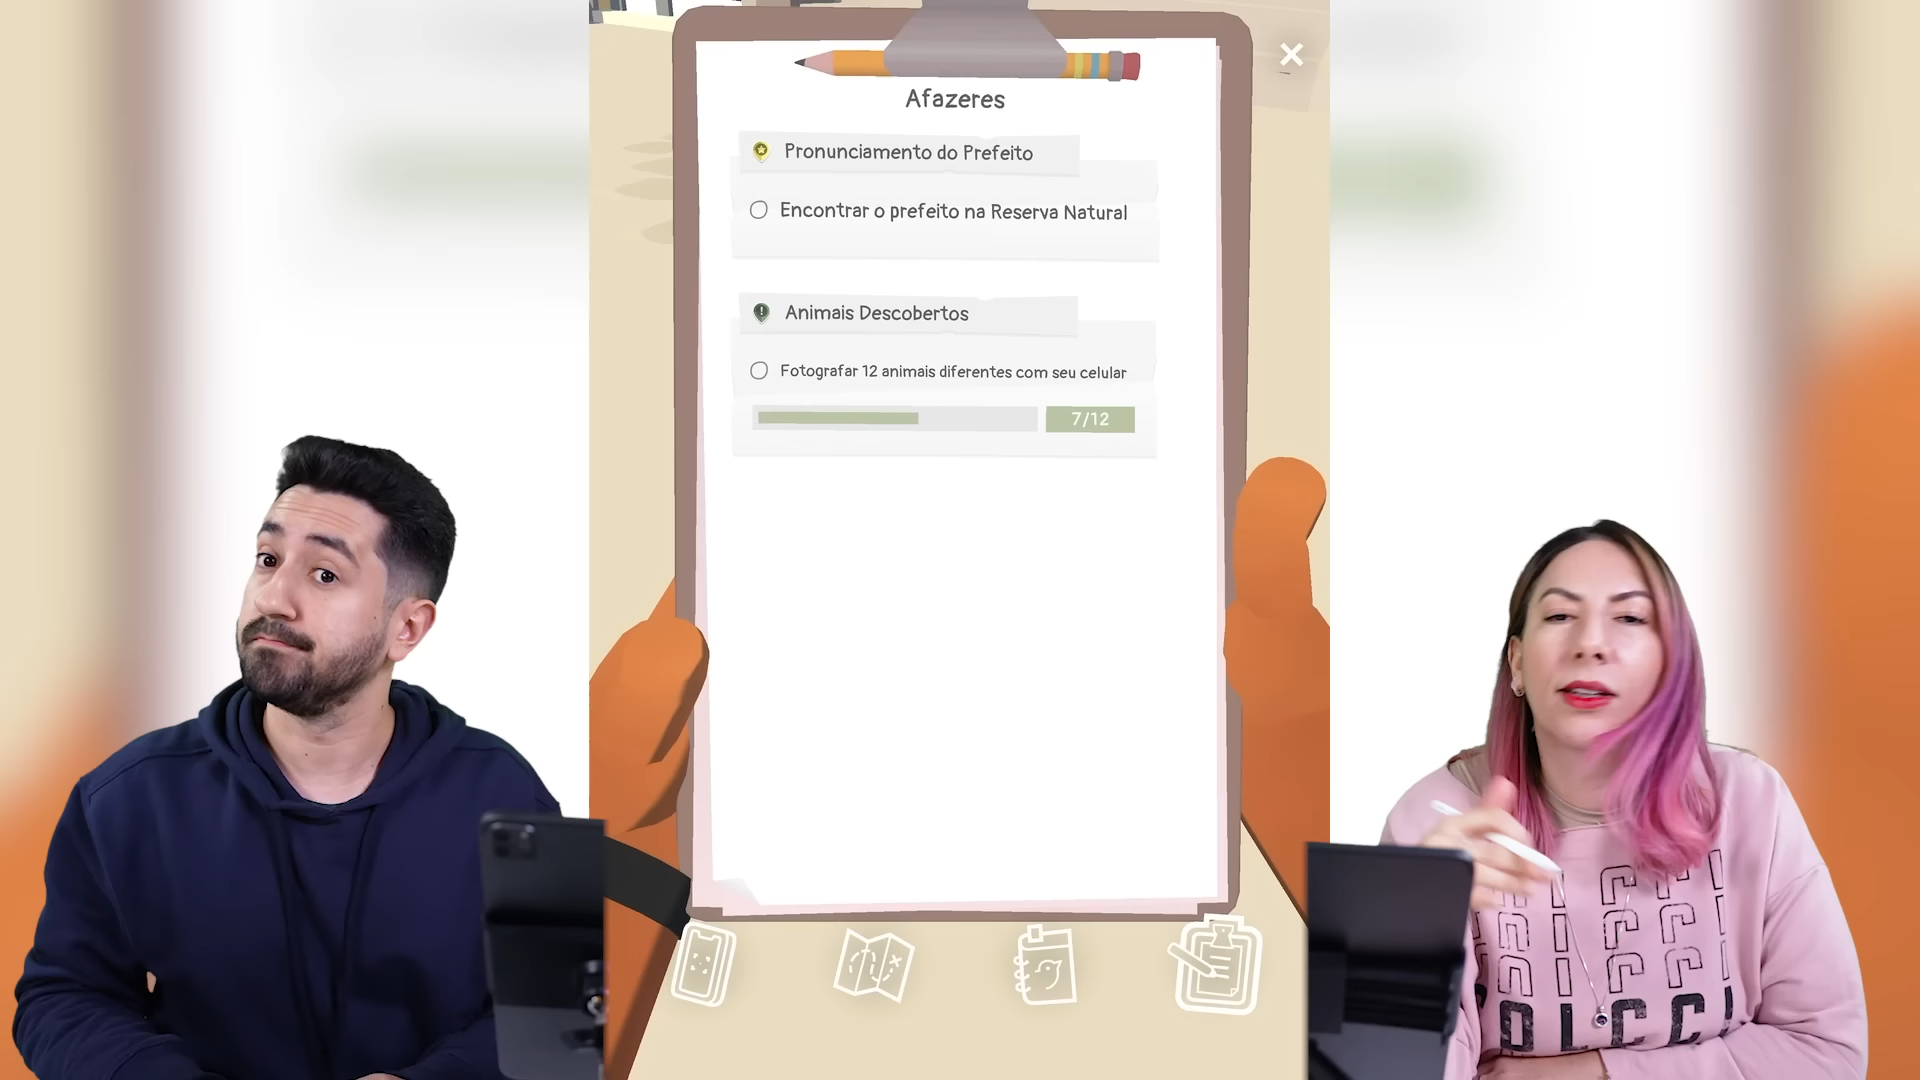 Afazeres
Pronunciamento do Prefeito
Encontrar o prefeito na Reserva Natural
Animais Descobertos
Fotografar 12 animais diferentes com seu celular
7/12